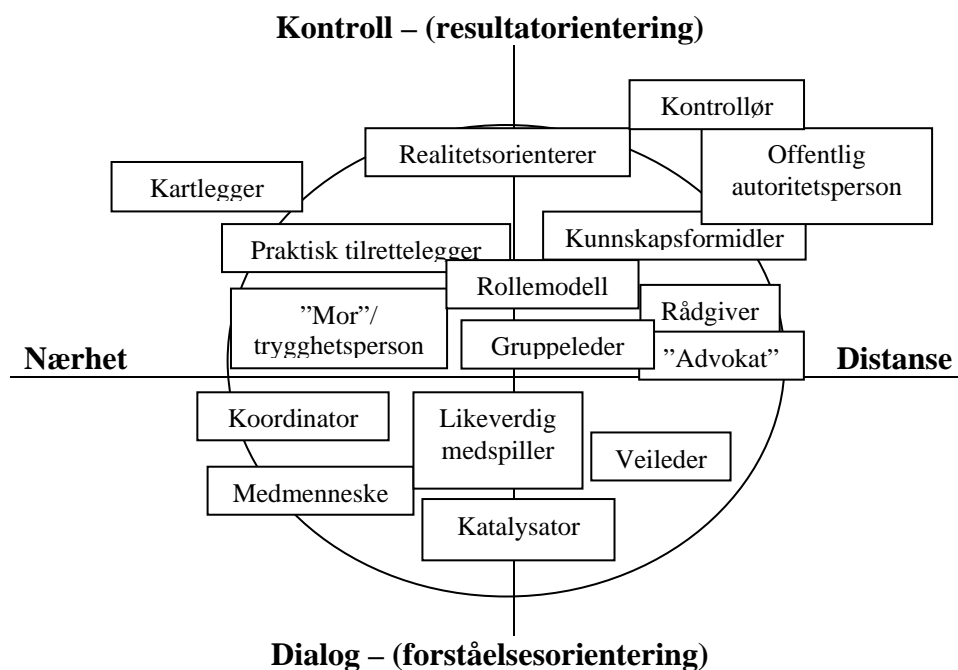 Kontroll – (resultatorientering)
Kontrollør
Realitetsorienterer
Offentlig
autoritetsperson
Kartlegger
Praktisk tilrettelegger
Kunnskapsformidler
Rollemodell
”Mor”/
trygghetsperson
Rådgiver
Gruppeleder
”Advokat”
Nærhet
Distanse
Koordinator
Likeverdig
medspiller
Veileder
Medmenneske
Katalysator
Dialog – (forståelsesorientering)